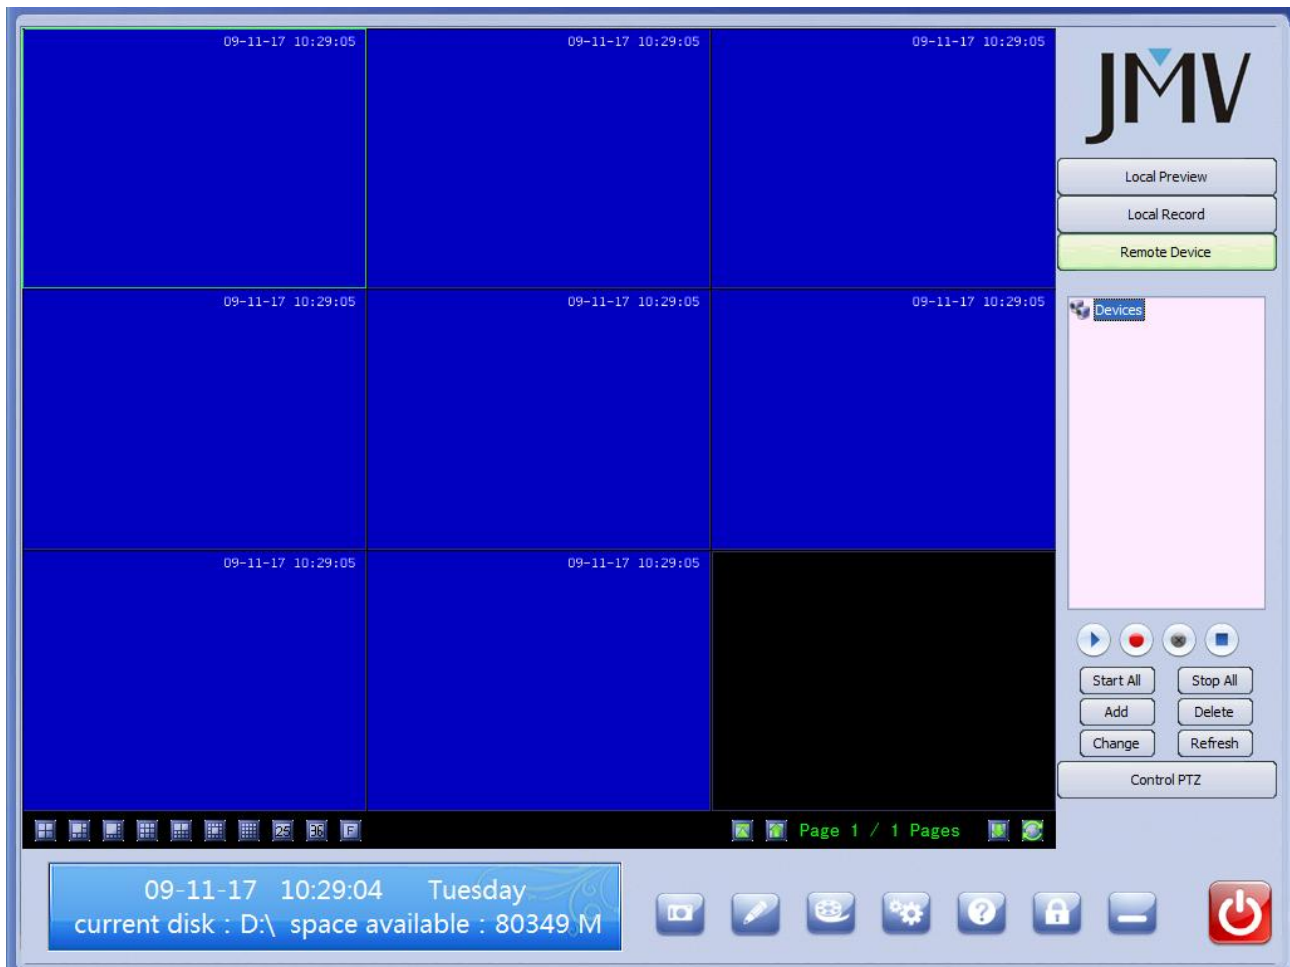 09-11-17 10:29:05
09-11-17 10:29:05
09-11-17 10:29:05
JMV
Local Preview
Local Record
Remote Device
09-11-17 10:29:05
09-11-17 10:29:05
09-11-17 10:29:05
Devices
09-11-17 10:29:05
09-11-17 10:29:05
Start All
Stop All
Add
Delete
Change
Refresh
Control PTZ
25
36
F
Page 1 / 1 Pages
09-11-17 10:29:04 Tuesday
current disk : D:\ space available : 80349 M
?